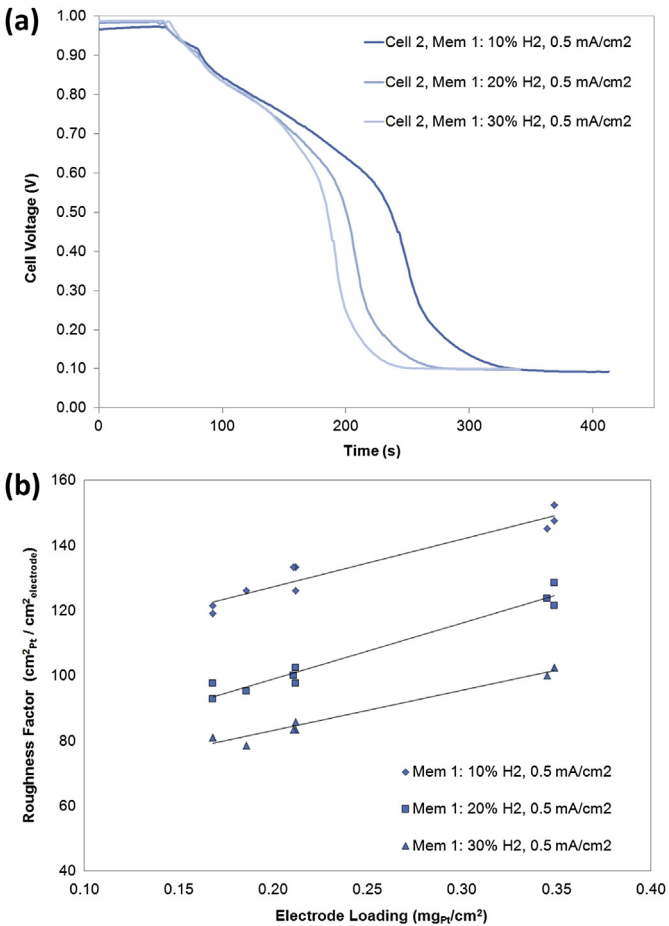 (a)
1.00
0.90
0.80
0.70
0.60
0.50
0.40
0.30
0.20
0.10
0.00
Cell Voltage (V)
Cell 2, Mem 1: 10% H2, 0.5 mA/cm2
Cell 2, Mem 1: 20% H2, 0.5 mA/cm2
Cell 2, Mem 1: 30% H2, 0.5 mA/cm2
0 100 200 300 400
Time (s)
(b)
160
140
120
100
80
60
40
Roughness Factor (cm²Pt / cm²electrode)
Mem 1: 10% H2, 0.5 mA/cm2
Mem 1: 20% H2, 0.5 mA/cm2
Mem 1: 30% H2, 0.5 mA/cm2
0.10 0.15 0.20 0.25 0.30 0.35 0.40
Electrode Loading (mgPt/cm²)